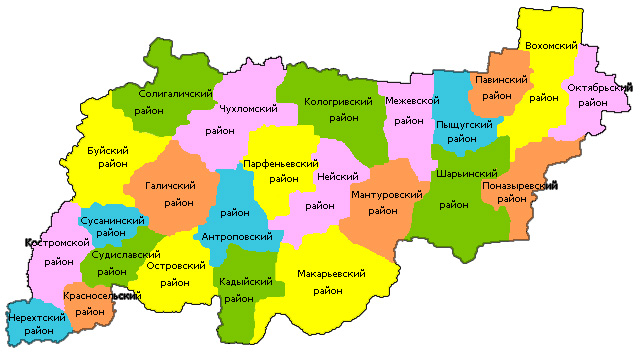 Вохомский
район
Павинский
район
Октябрьский
район
Солигаличский
район
Чухломский
район
Кологривский
район
Межевской
район
Пыщугский
район
Буйский
район
Парфеньевский
район
Шарьинский
район
Галичский
район
Нейский
район
Мантуровский
район
Поназыревский
район
Сусанинский
район
район
Антроповский
Костромской
район
Судиславский
район
Островский
район
Кадыйский
район
Макарьевский
район
Красносельский
район
Нерехтский
район